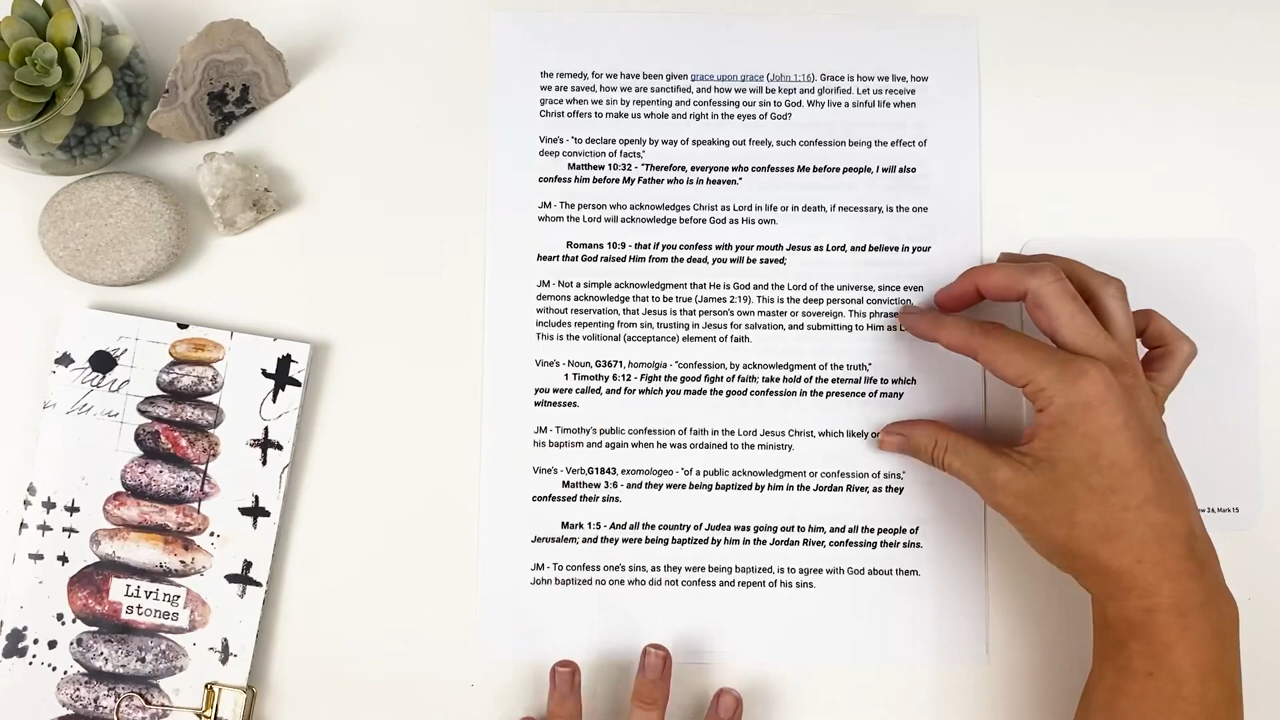 the remedy, for we have been given grace upon grace (John 1:16). Grace is how we live, how
we are saved, how we are sanctified, and how we will be kept and glorified. Let us receive
grace when we sin by repenting and confessing our sin to God. Why live a sinful life when
Christ offers to make us whole and right in the eyes of God?
Vine's - "to declare openly by way of speaking out freely, such confession being the effect of
deep conviction of facts,"
Matthew 10:32 - "Therefore, everyone who confesses Me before people, I will also
confess him before My Father who is in heaven."
JM - The person who acknowledges Christ as Lord in life or in death, if necessary, is the one
whom the Lord will acknowledge before God as His own.
Romans 10:9 - that if you confess with your mouth Jesus as Lord, and believe in your
heart that God raised Him from the dead, you will be saved;
JM - Not a simple acknowledgment that He is God and the Lord of the universe, since even
demons acknowledge that to be true (James 2:19). This is the deep personal conviction,
without reservation, that Jesus is that person's own master or sovereign. This phrase
includes repenting from sin, trusting in Jesus for salvation, and submitting to Him as
This is the volitional (acceptance) element of faith.
Vine's - Noun, G3671, homolgia - "confession, by acknowledgment of the truth,"
1 Timothy 6:12 - Fight the good fight of faith; take hold of the eternal life to which
you were called, and for which you made the good confession in the presence of many
witnesses.
JM - Timothy's public confession of faith in the Lord Jesus Christ, which likely
his baptism and again when he was ordained to the ministry.
Vine's - Verb,G1843, exomologeo - "of a public acknowledgment or confession of sins,"
Matthew 3:6 - and they were being baptized by him in the Jordan River, as they
confessed their sins.
Mark 1:5 - And all the country of Judea was going out to him, and all the people of
Jerusalem; and they were being baptized by him in the Jordan River, confessing their sins.
JM - To confess one's sins, as they were being baptized, is to agree with God about them.
John baptized no one who did not confess and repent of his sins.
3:6, Mark 1:5
Living
stones